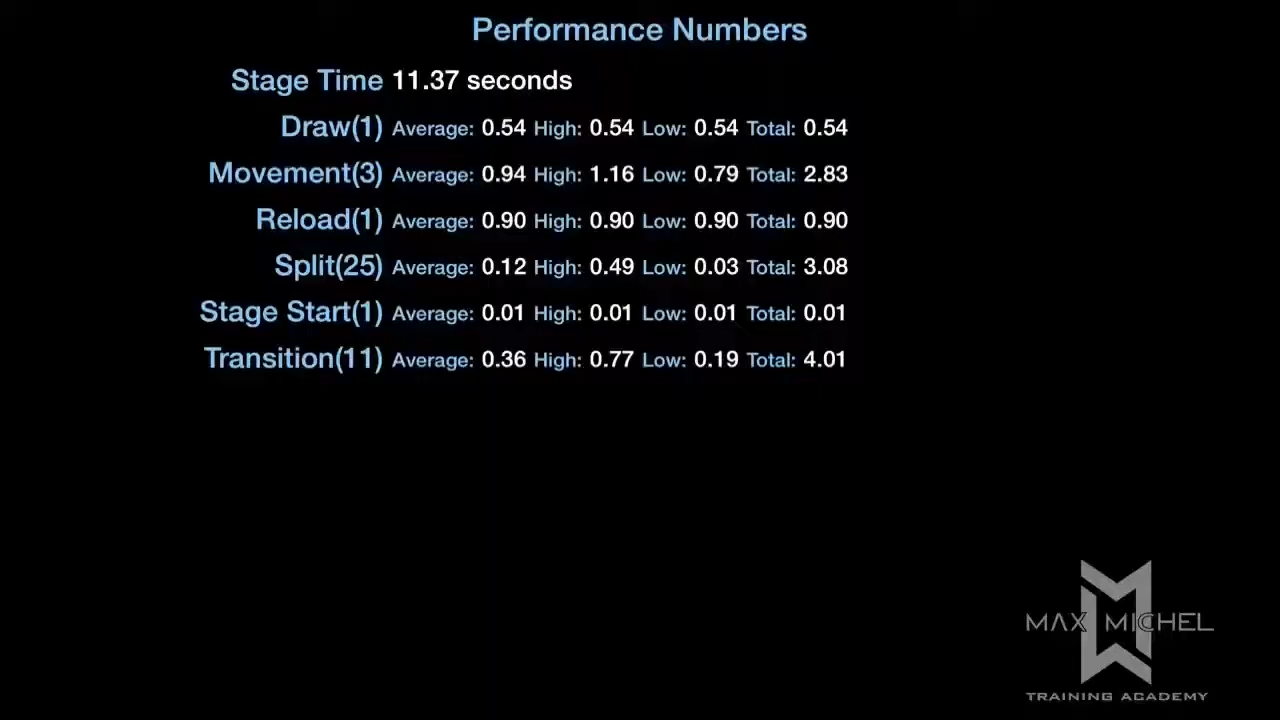 Performance Numbers
Stage Time 11.37 seconds
Draw(1) Average: 0.54 High: 0.54 Low: 0.54 Total: 0.54
Movement(3) Average: 0.94 High: 1.16 Low: 0.79 Total: 2.83
Reload(1) Average: 0.90 High: 0.90 Low: 0.90 Total: 0.90
Split(25) Average: 0.12 High: 0.49 Low: 0.03 Total: 3.08
Stage Start(1) Average: 0.01 High: 0.01 Low: 0.01 Total: 0.01
Transition(11) Average: 0.36 High: 0.77 Low: 0.19 Total: 4.01
MAX MICHEL
TRAINING ACADEMY